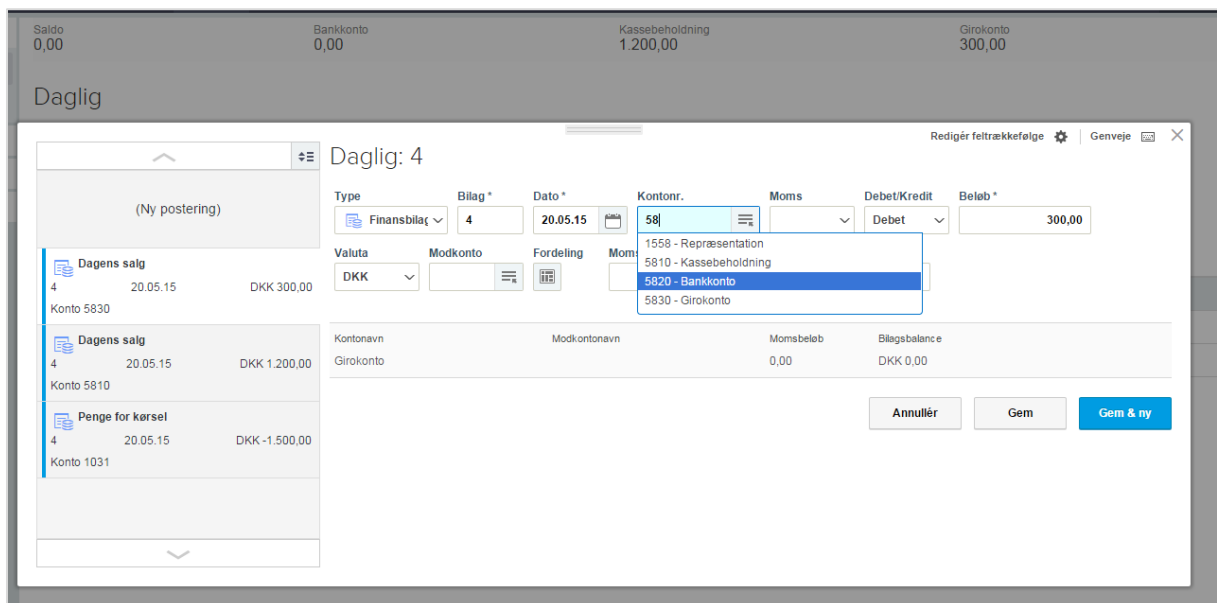 Saldo Bankkonto Kassebeholdning Girokonto
0,00 0,00 1.200,00 300,00
Daglig
Redigér feltrækkefølge Genveje
Daglig: 4
(Ny postering)
Type Bilag * Dato * Kontonr. Moms Debet/Kredit Beløb *
Finansbilag 4 20.05.15 58 Debet 300,00
1558 - Repræsentation
5810 - Kassebeholdning
5820 - Bankkonto
5830 - Girokonto
Valuta Modkonto Fordeling Moms
DKK
Dagens salg
4 20.05.15 DKK 300,00
Konto 5830
Dagens salg
4 20.05.15 DKK 1.200,00
Konto 5810
Penge for kørsel
4 20.05.15 DKK -1.500,00
Konto 1031
Kontonavn Modkontonavn Momsbeløb Bilagsbalance
Girokonto 0,00 DKK 0,00
Annullér Gem Gem & ny